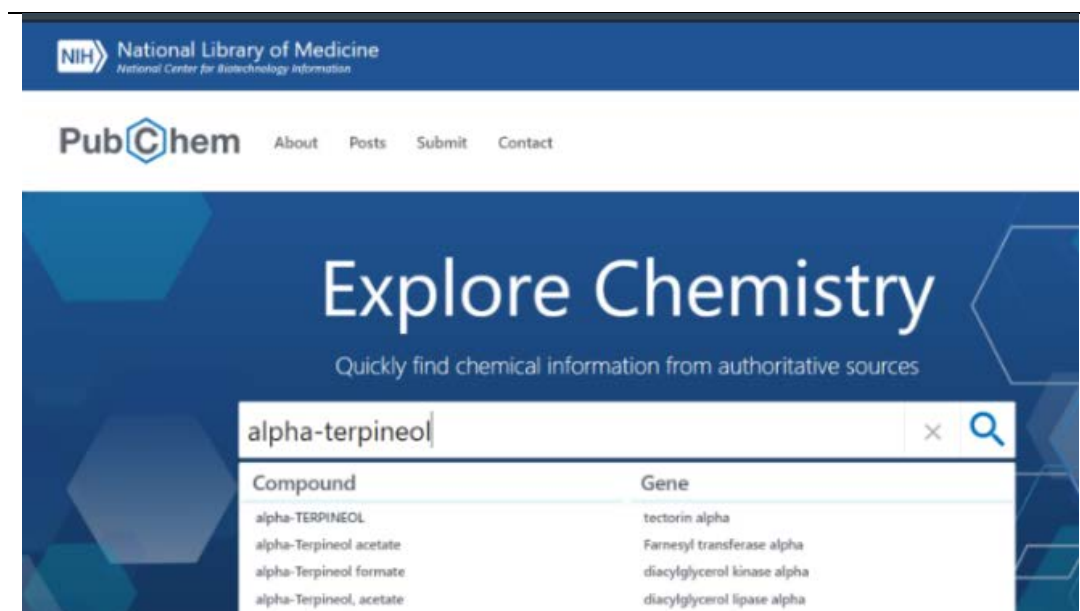 NIH National Library of Medicine
National Center for Biotechnology Information
PubChem About Posts Submit Contact
Explore Chemistry
Quickly find chemical information from authoritative sources
alpha-terpineol
Compound Gene
alpha-TERPINEOL tectorin alpha
alpha-Terpineol acetate Farnesyl transferase alpha
alpha-Terpineol formate diacylglycerol kinase alpha
alpha-Terpineol, acetate diacylglycerol lipase alpha